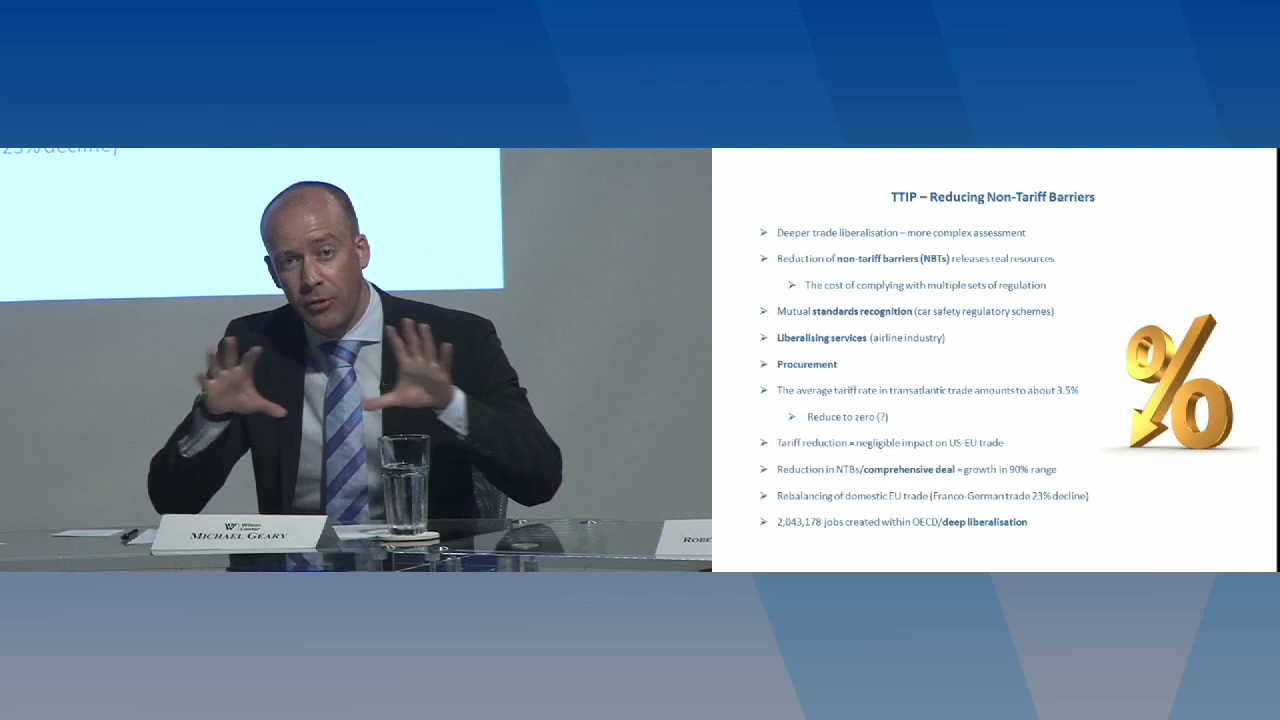 23% decline)
TTIP – Reducing Non-Tariff Barriers
Deeper trade liberalisation – more complex assessment
Reduction of non-tariff barriers (NBTs) releases real resources
The cost of complying with multiple sets of regulation
Mutual standards recognition (car safety regulatory schemes)
Liberalising services (airline industry)
Procurement
The average tariff rate in transatlantic trade amounts to about 3.5%
Reduce to zero (?)
Tariff reduction = negligible impact on US-EU trade
Reduction in NTBs/comprehensive deal = growth in 90% range
Rebalancing of domestic EU trade (Franco-German trade 23% decline)
2,043,178 jobs created within OECD/deep liberalisation
%
Wilson
Center
MICHAEL GEARY
ROBE